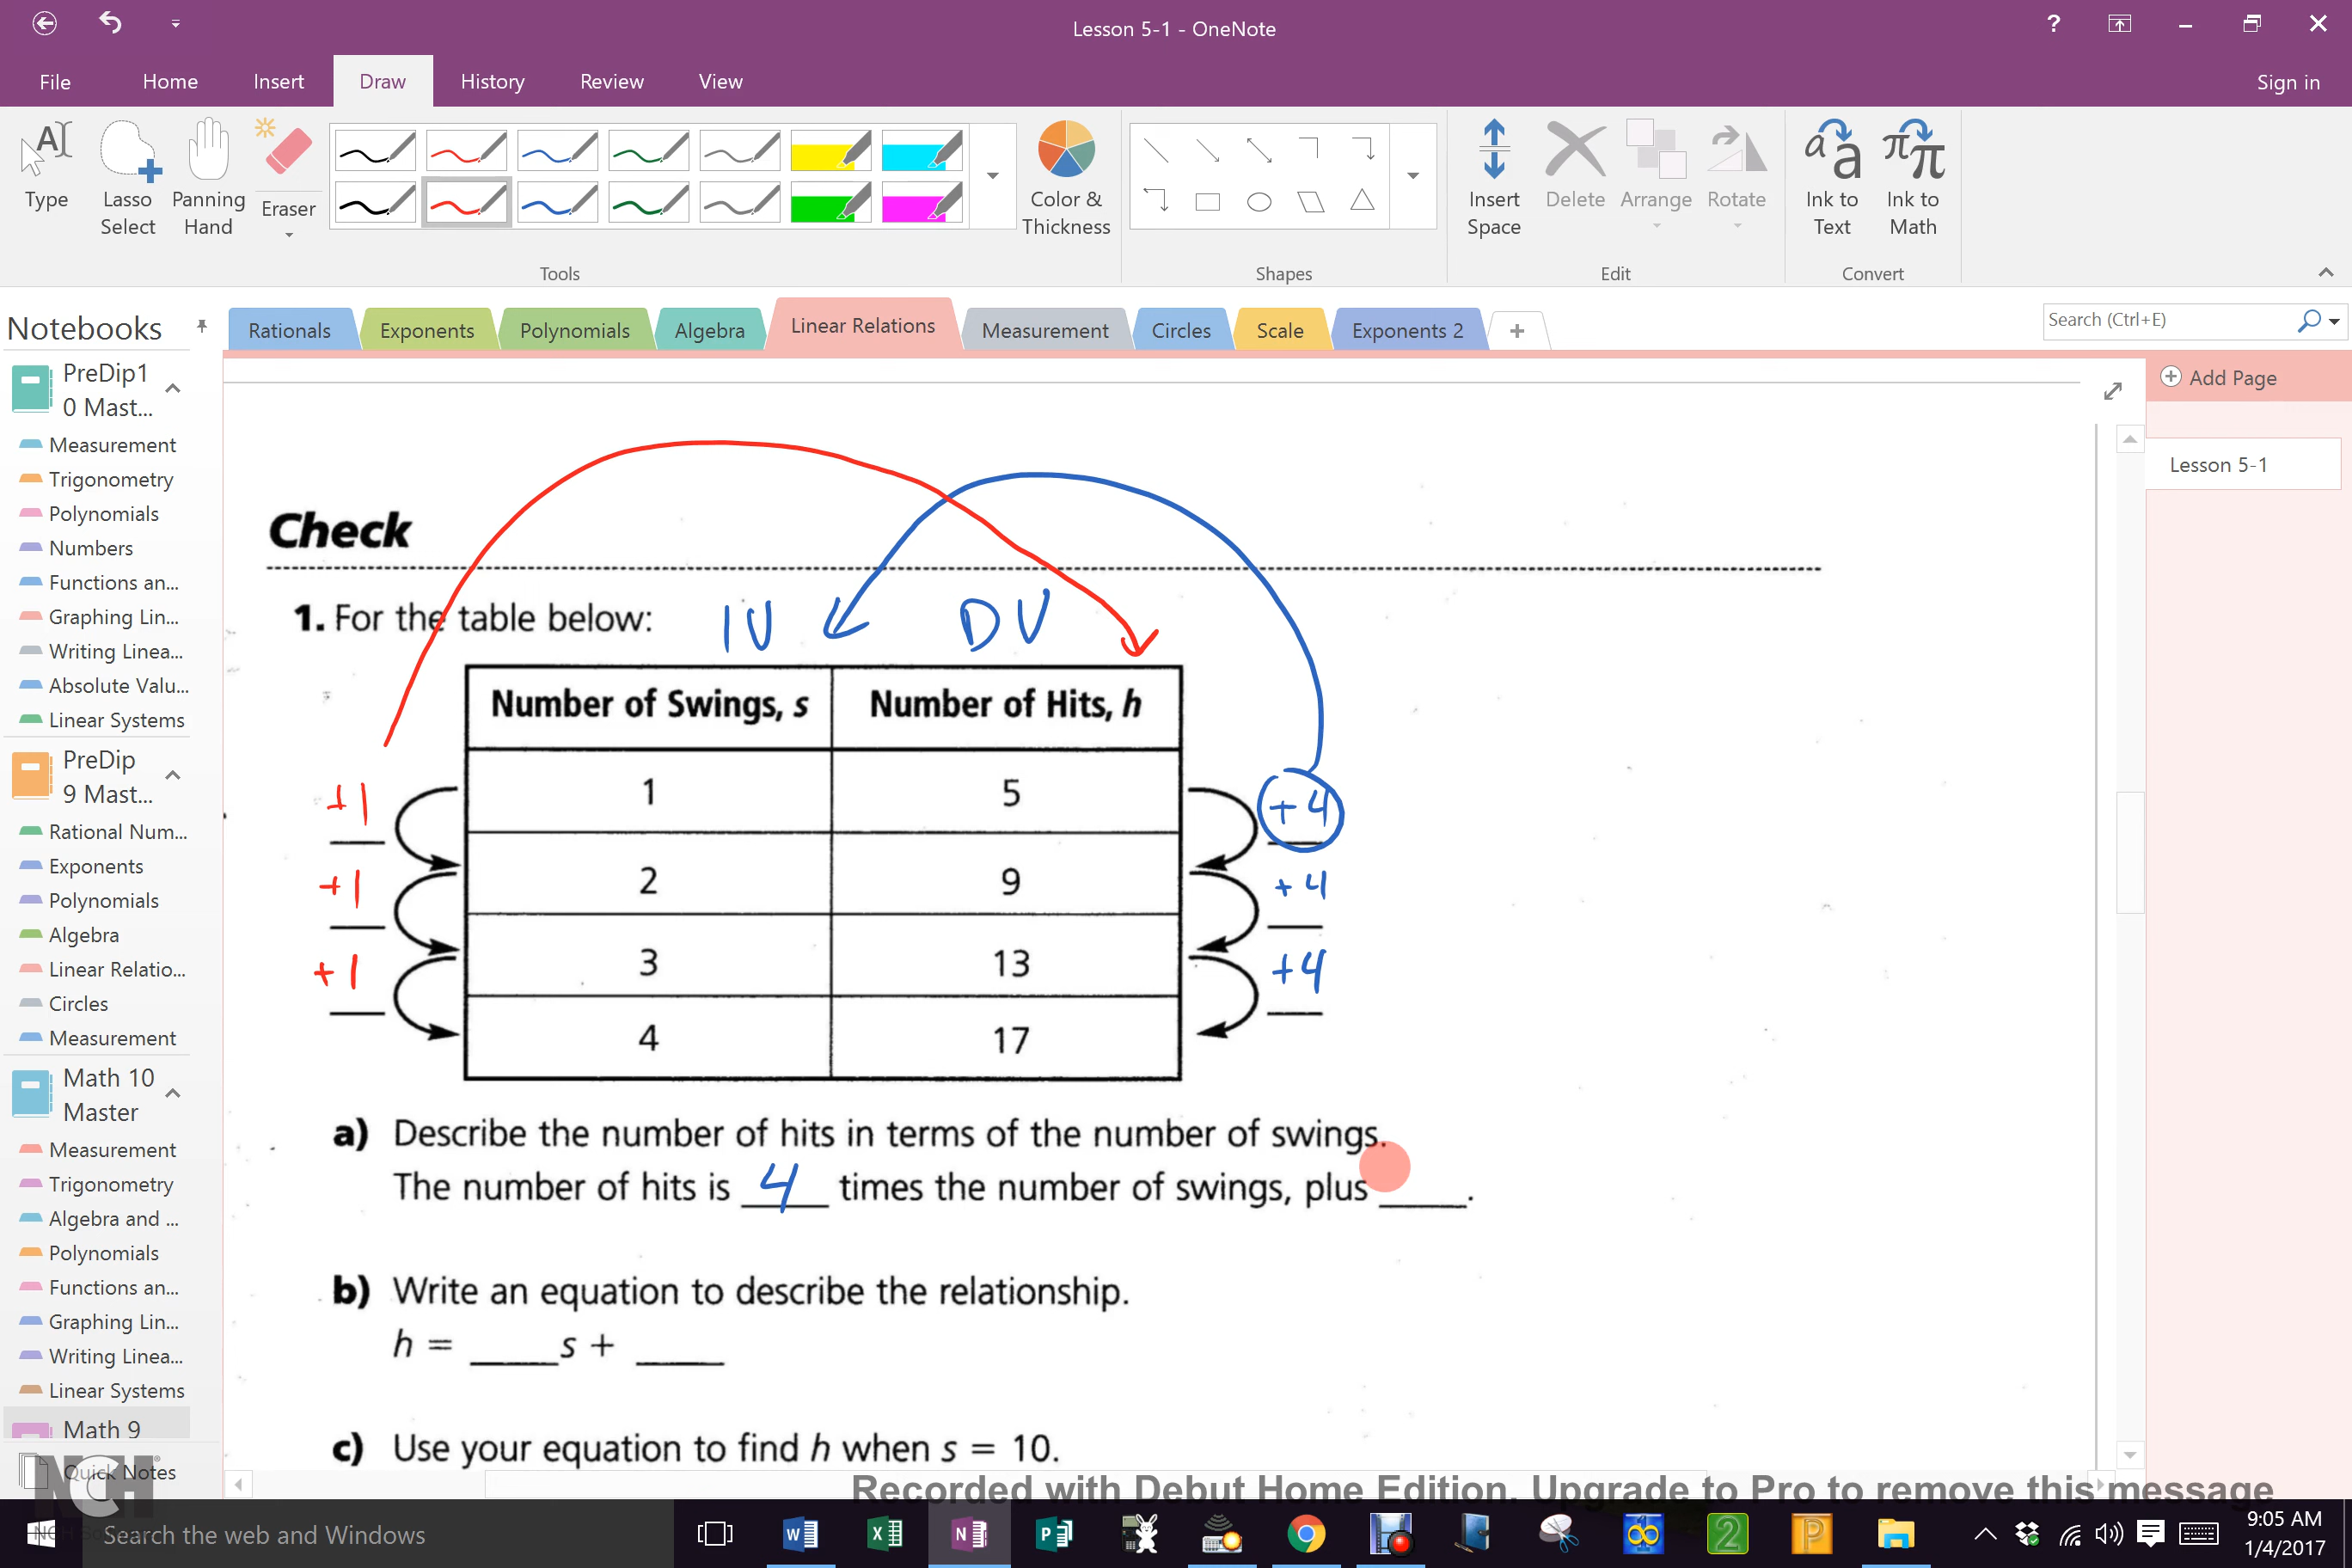 Lesson 5-1 - OneNote
File Home Insert Draw History Review View
Sign in
Type
Lasso Select
Panning Hand
Eraser
Color & Thickness
Insert Space
Delete
Arrange
Rotate
Ink to Text
Ink to Math
Tools
Shapes
Edit
Convert
Notebooks
Rationals Exponents Polynomials Algebra Linear Relations Measurement Circles Scale Exponents 2 +
Search (Ctrl+E)
PreDip1
0 Mast...
Measurement
Trigonometry
Polynomials
Numbers
Functions an...
Graphing Lin...
Writing Linea...
Absolute Valu...
Linear Systems
PreDip
9 Mast...
Rational Num...
Exponents
Polynomials
Algebra
Linear Relatio...
Circles
Measurement
Math 10
Master
Measurement
Trigonometry
Algebra and ...
Polynomials
Functions an...
Graphing Lin...
Writing Linea...
Linear Systems
Math 9
Quick Notes
Add Page
Lesson 5-1
Check
1. For the table below: IV DV
Number of Swings, s Number of Hits, h
1 5
+1 +4
2 9
+1 +4
3 13
+1 +4
4 17
a) Describe the number of hits in terms of the number of swings.
The number of hits is 4 times the number of swings, plus _____.
b) Write an equation to describe the relationship.
h = _____s + _____
c) Use your equation to find h when s = 10.
Recorded with Debut Home Edition. Upgrade to Pro to remove this message
NCH
Search the web and Windows
9:05 AM
1/4/2017